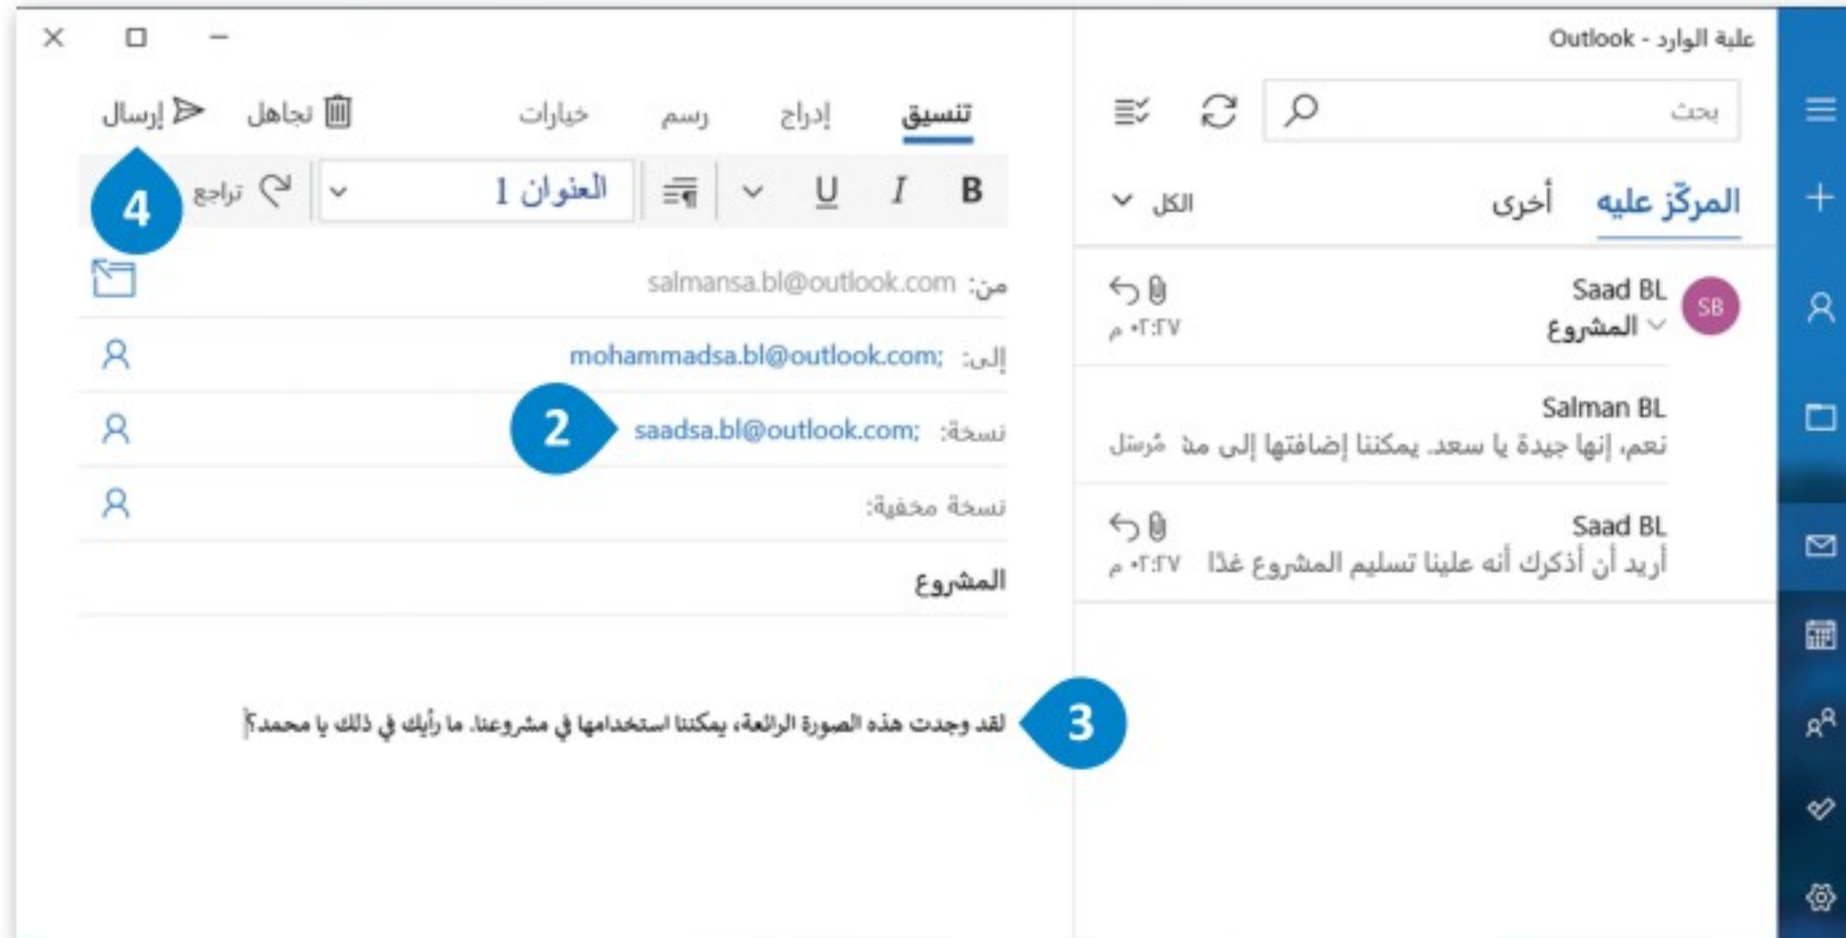 علبة الوارد - Outlook
بحث
المركّز عليه أخرى الكل
SB
Saad BL
المشروع
٠٢:٢٧ م
Salman BL
نعم، إنها جيدة يا سعد. يمكننا إضافتها إلى مذ مُرسَل
Saad BL
أريد أن أذكرك أنه علينا تسليم المشروع غدًا ٠٢:٢٧ م
تنسيق إدراج رسم خيارات تجاهل إرسال
B I U العنوان 1 تراجع
4
من: salmansa.bl@outlook.com
إلى: mohammadsa.bl@outlook.com;
نسخة: saadsa.bl@outlook.com;
2
نسخة مخفية:
المشروع
3
لقد وجدت هذه الصورة الرائعة، يمكننا استخدامها في مشروعنا. ما رأيك في ذلك يا محمد؟